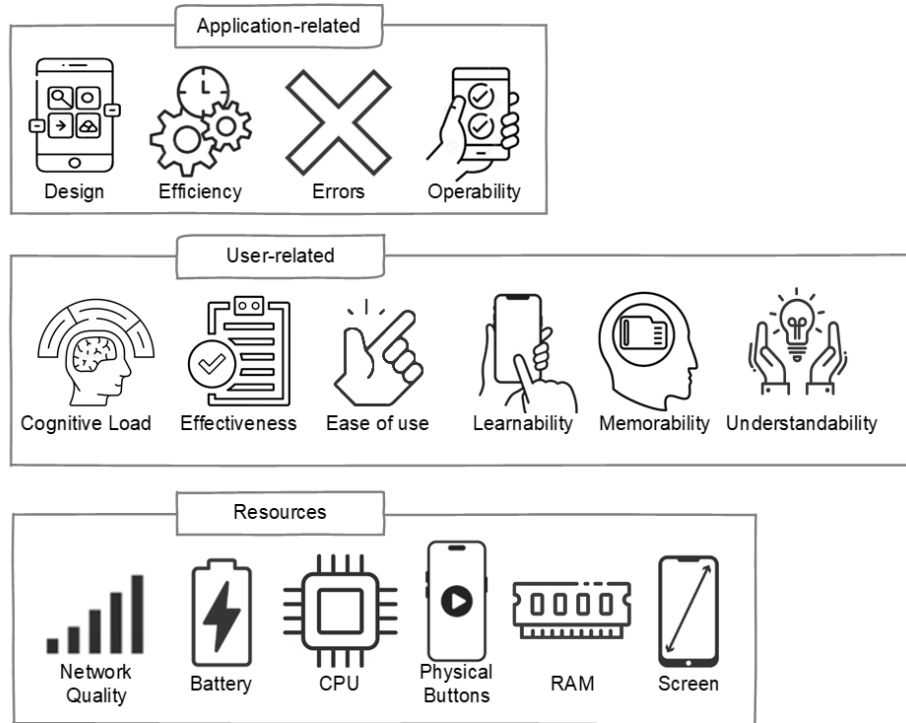 Application-related
Design
Efficiency
Errors
Operability
User-related
Cognitive Load
Effectiveness
Ease of use
Learnability
Memorability
Understandability
Resources
Network
Quality
Battery
CPU
Physical
Buttons
RAM
Screen